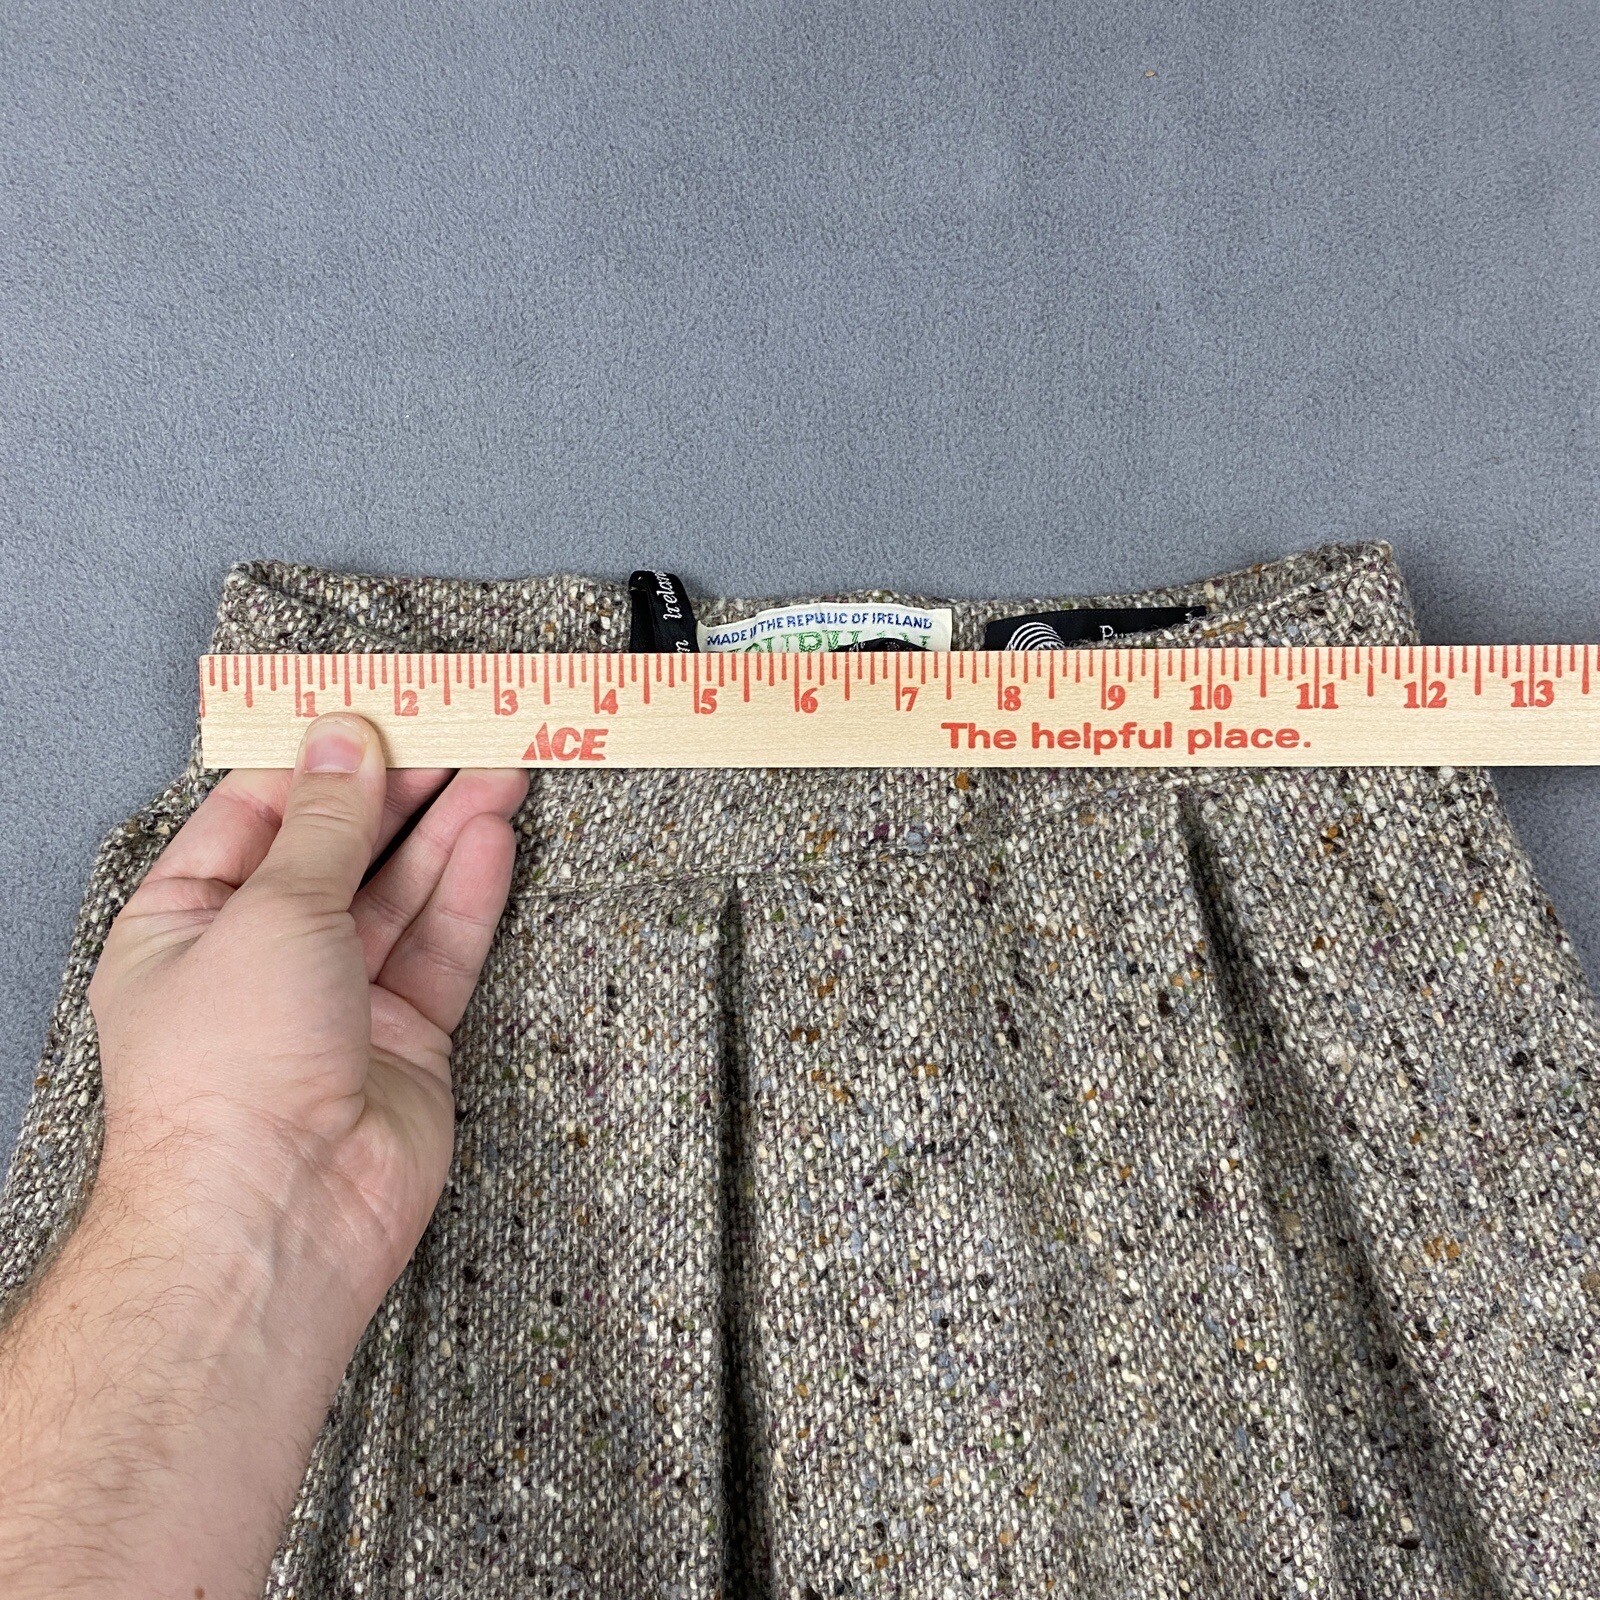 Ireland
MADE IN THE REPUBLIC OF IRELAND
1 2 3 4 5 6 7 8 9 10 11 12 13
ACE The helpful place.